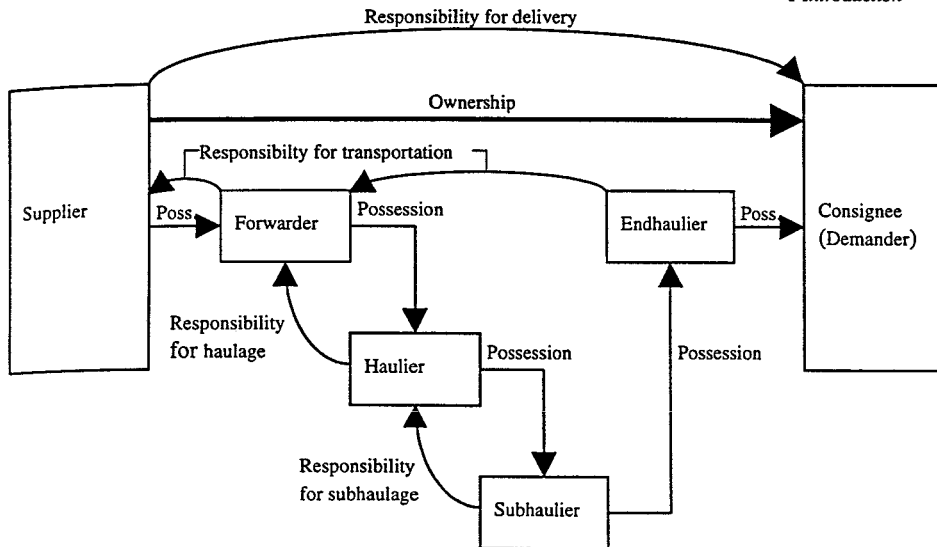 Responsibility for delivery
Ownership
Responsibilty for transportation
Supplier
Poss.
Forwarder
Possession
Endhaulier
Poss.
Consignee
(Demander)
Responsibility
for haulage
Haulier
Possession
Possession
Responsibility
for subhaulage
Subhaulier